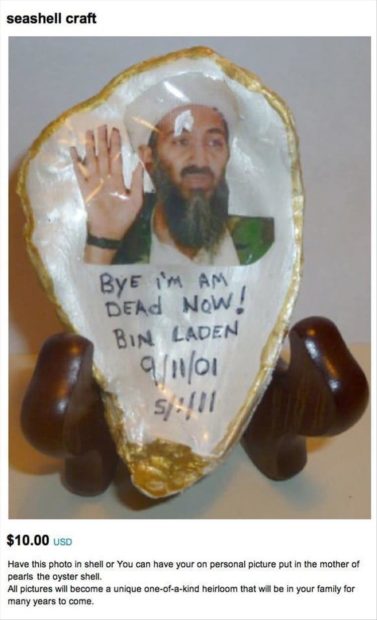 seashell craft
BYE I'M AM
DEAd NOW!
BIN LADEN
9/11/01
5/1/11
$10.00 USD
Have this photo in shell or You can have your on personal picture put in the mother of
pearls the oyster shell.
All pictures will become a unique one-of-a-kind heirloom that will be in your family for
many years to come.